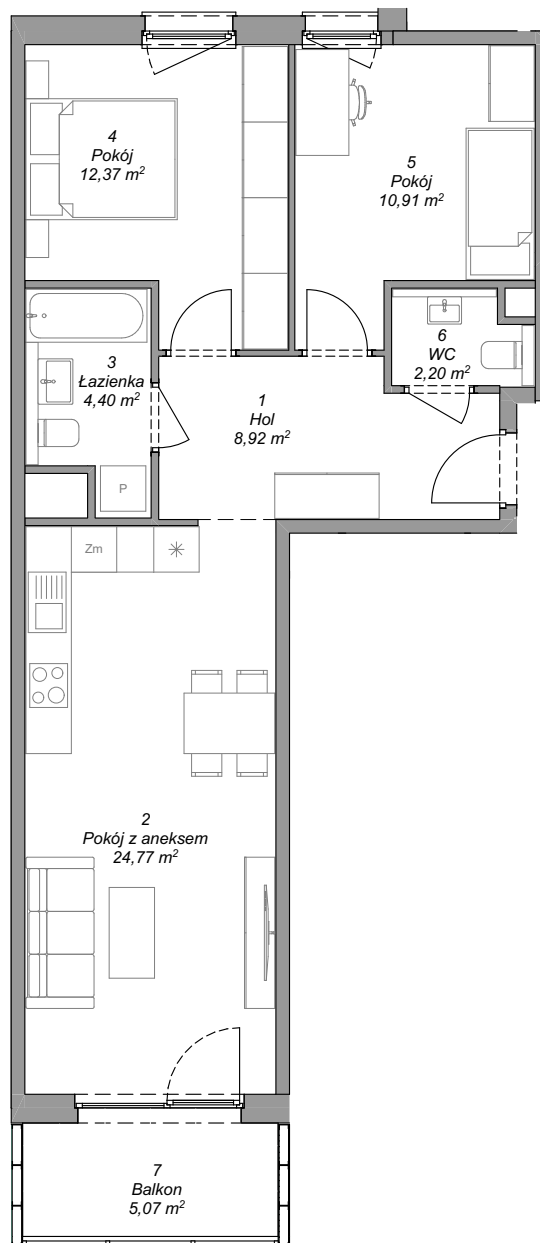 4
Pokój
12,37 m²
5
Pokój
10,91 m²
6
WC
2,20 m²
3
Łazienka
4,40 m²
1
Hol
8,92 m²
P
Zm
2
Pokój z aneksem
24,77 m²
7
Balkon
5,07 m²